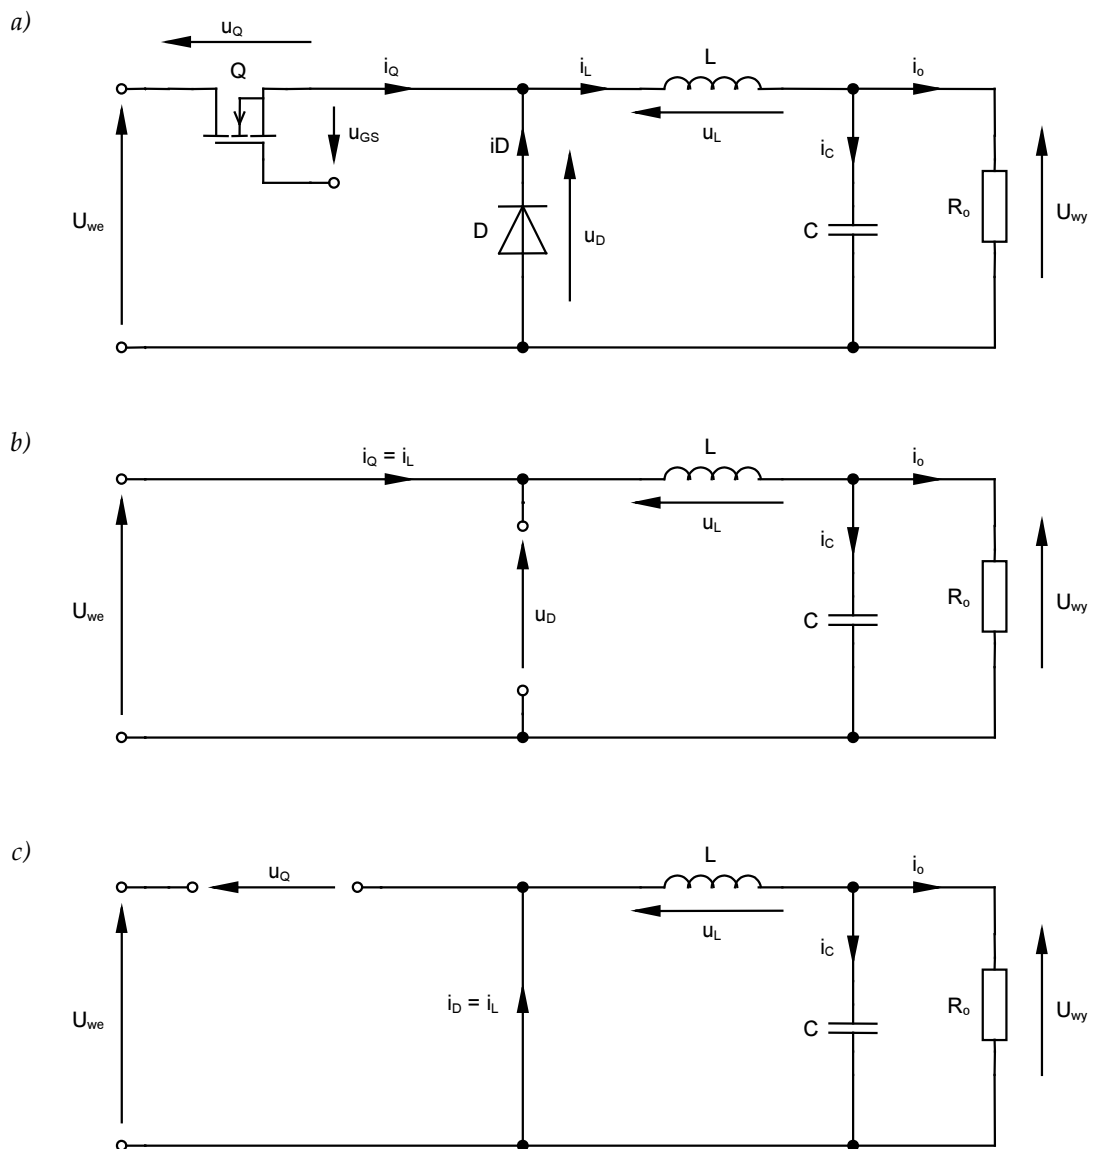 a)
u_Q
Q
i_Q
i_L
L
i_o
u_GS
u_L
iD
i_C
U_we
D
u_D
C
R_o
U_wy
b)
i_Q = i_L
L
i_o
u_L
i_C
U_we
u_D
C
R_o
U_wy
c)
u_Q
L
i_o
u_L
i_C
i_D = i_L
U_we
C
R_o
U_wy